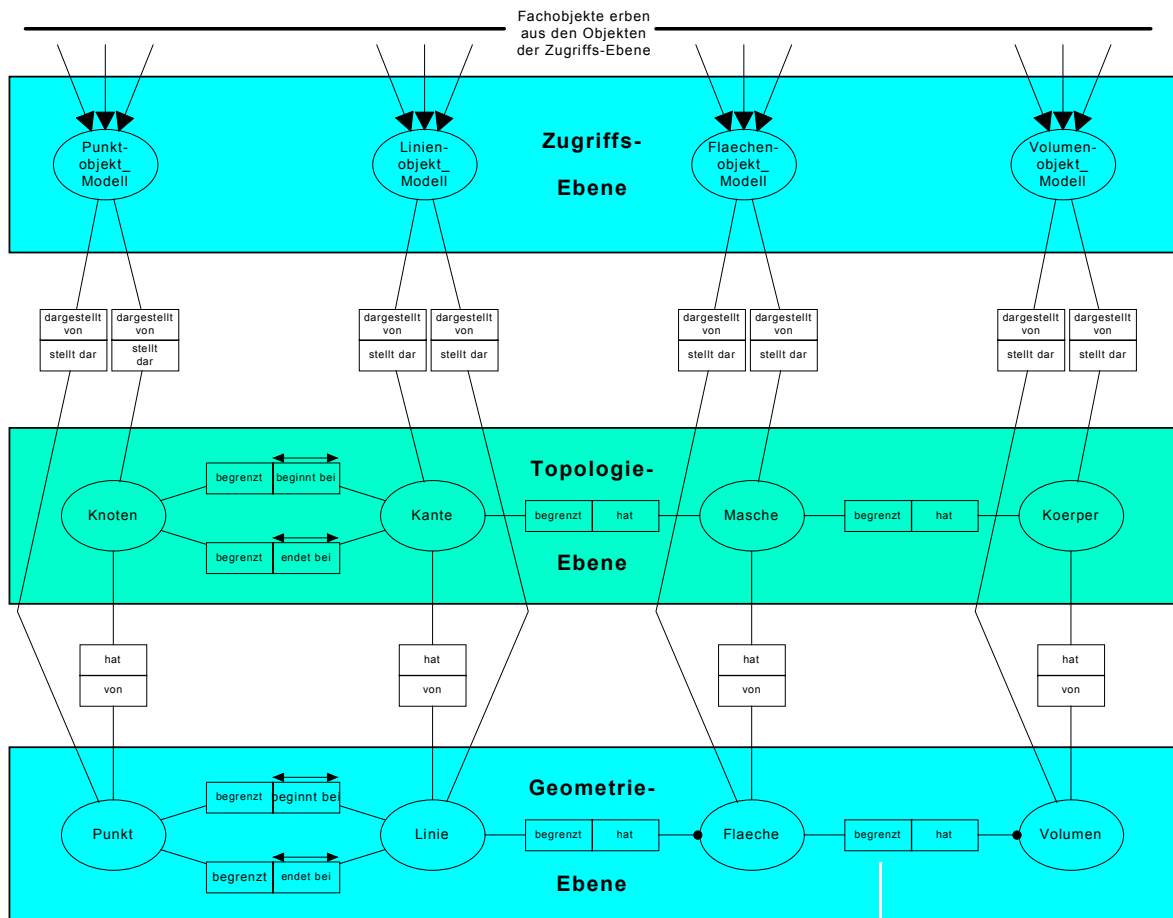 Fachobjekte erben
aus den Objekten
der Zugriffs-Ebene
Zugriffs-
Ebene
Punkt-
objekt_
Modell
Linien-
objekt_
Modell
Flaechen-
objekt_
Modell
Volumen-
objekt_
Modell
dargestellt
von
stellt dar
dargestellt
von
stellt
dar
dargestellt
von
stellt dar
dargestellt
von
stellt dar
dargestellt
von
stellt dar
dargestellt
von
stellt dar
dargestellt
von
stellt dar
dargestellt
von
stellt dar
Topologie-
Ebene
Knoten
begrenzt
beginnt bei
begrenzt
endet bei
Kante
begrenzt
hat
Masche
begrenzt
hat
Koerper
hat
von
hat
von
hat
von
hat
von
Geometrie-
Ebene
Punkt
begrenzt
beginnt bei
begrenzt
endet bei
Linie
begrenzt
hat
Flaeche
begrenzt
hat
Volumen